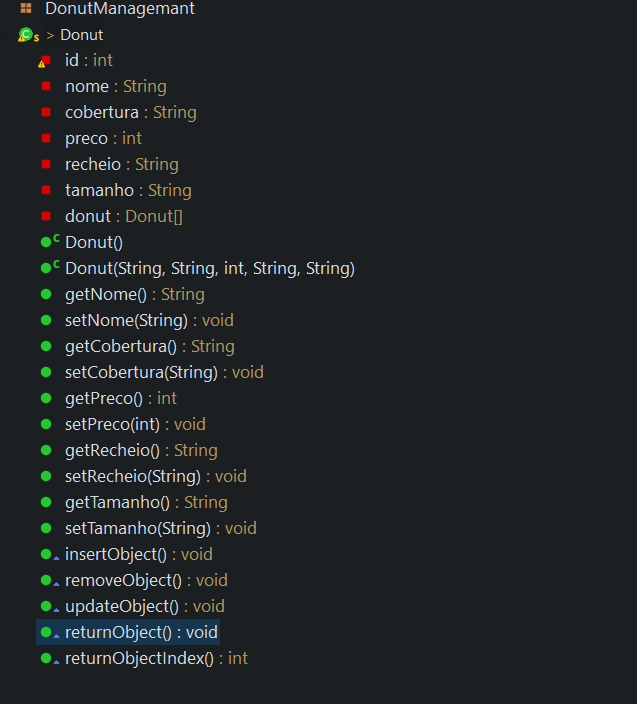 DonutManagemant
> Donut
id : int
nome : String
cobertura : String
preco : int
recheio : String
tamanho : String
donut : Donut[]
Donut()
Donut(String, String, int, String, String)
getNome() : String
setNome(String) : void
getCobertura() : String
setCobertura(String) : void
getPreco() : int
setPreco(int) : void
getRecheio() : String
setRecheio(String) : void
getTamanho() : String
setTamanho(String) : void
insertObject() : void
removeObject() : void
updateObject() : void
returnObject() : void
returnObjectIndex() : int